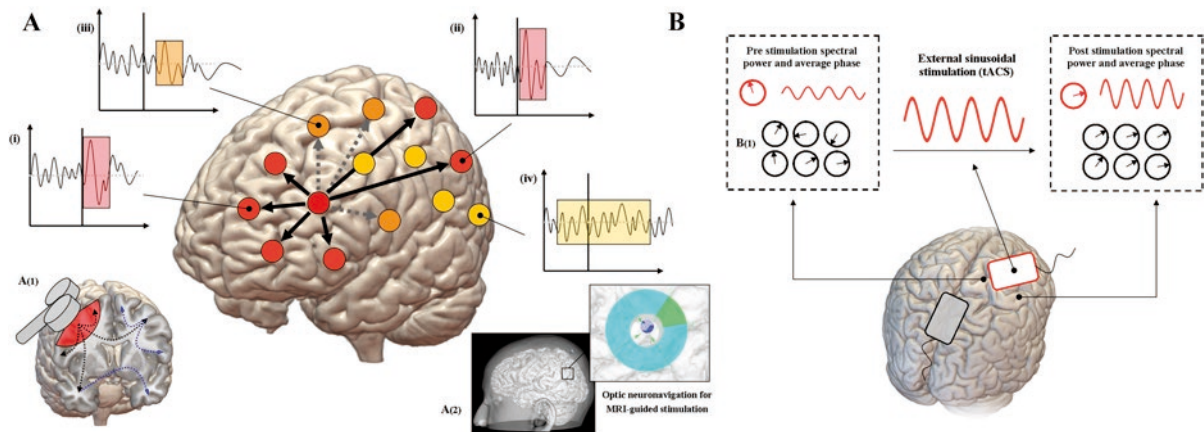 A
(iii)
(ii)
(i)
(iv)
A(1)
A(2)
Optic neuronavigation for
MRI-guided stimulation
B
Pre stimulation spectral
power and average phase
B(1)
External sinusoidal
stimulation (tACS)
Post stimulation spectral
power and average phase